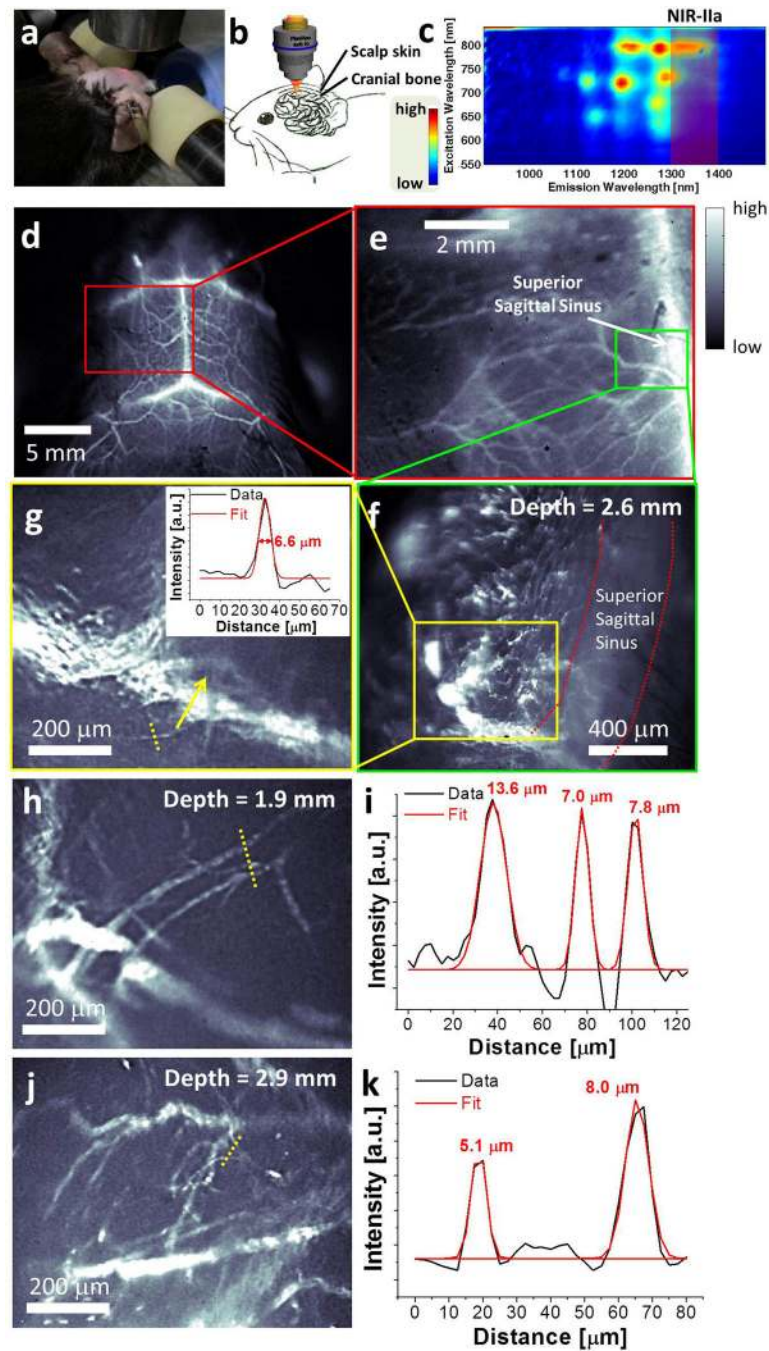 a
b
Scalp skin
Cranial bone
high
low
c
NIR-IIa
Excitation Wavelength [nm]
800
750
700
650
600
550
1000 1100 1200 1300 1400
Emission Wavelength [nm]
d
5 mm
e
2 mm
Superior
Sagittal Sinus
high
low
g
Intensity [a.u.]
Data
Fit
6.6 μm
0 10 20 30 40 50 60 70
Distance [μm]
200 μm
f
Depth = 2.6 mm
Superior
Sagittal
Sinus
400 μm
h
Depth = 1.9 mm
200 μm
i
Data
Fit
13.6 μm
7.0 μm
7.8 μm
Intensity [a.u.]
0 20 40 60 80 100 120
Distance [μm]
j
Depth = 2.9 mm
200 μm
k
Data
Fit
5.1 μm
8.0 μm
Intensity [a.u.]
0 10 20 30 40 50 60 70 80
Distance [μm]